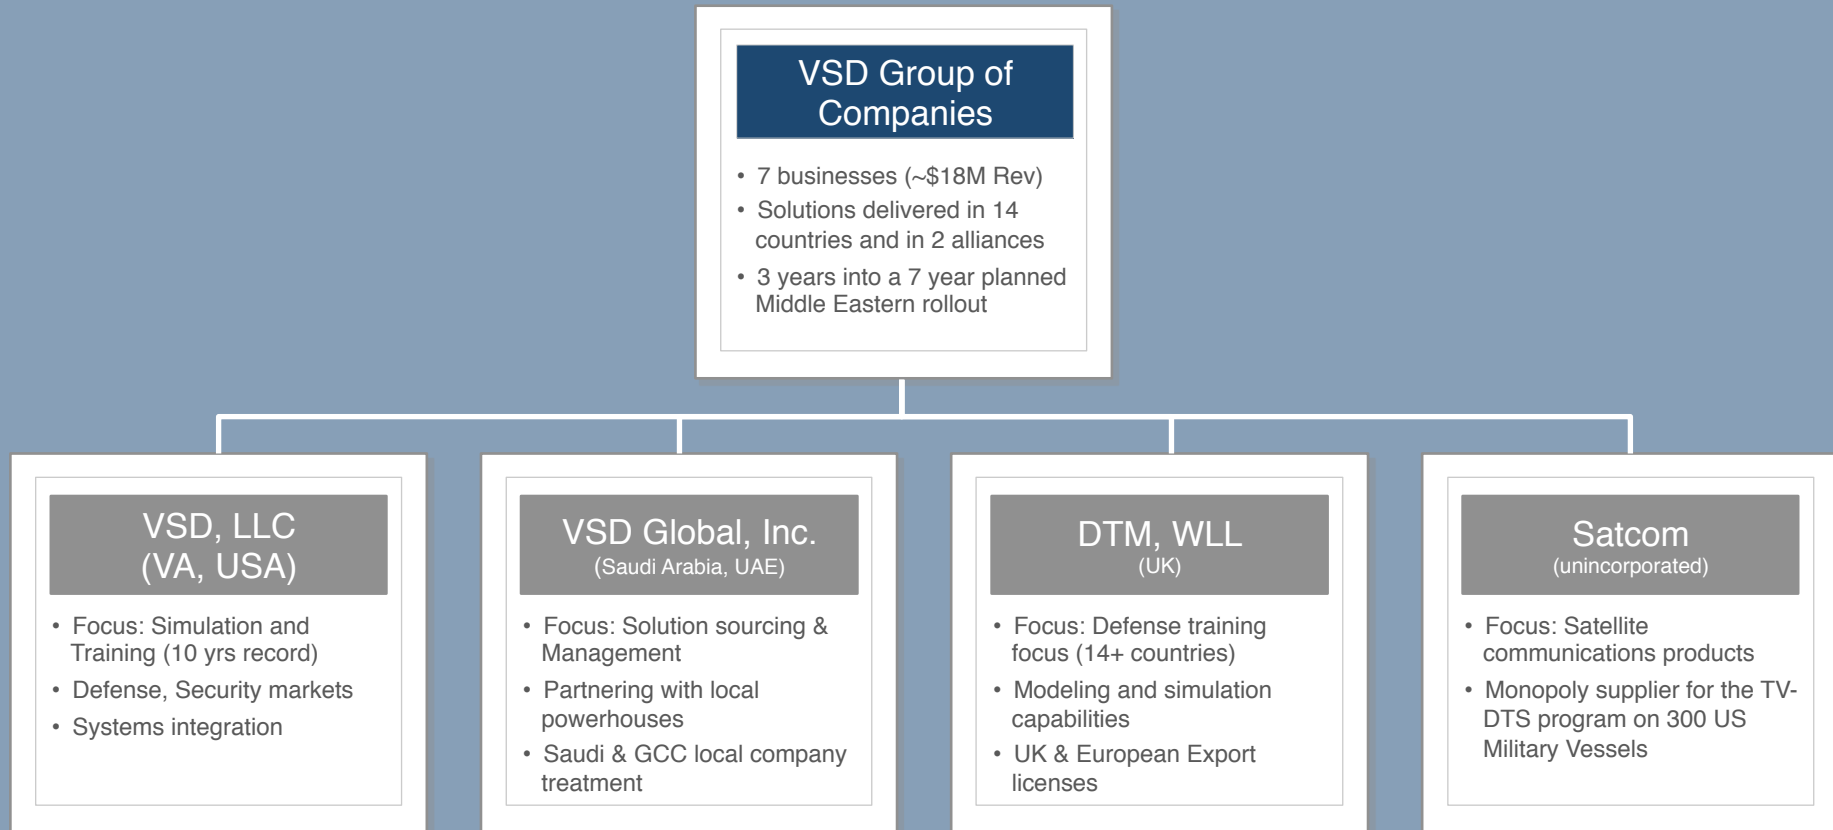 VSD Group of
Companies
• 7 businesses (~$18M Rev)
• Solutions delivered in 14
countries and in 2 alliances
• 3 years into a 7 year planned
Middle Eastern rollout
VSD, LLC
(VA, USA)
• Focus: Simulation and
Training (10 yrs record)
• Defense, Security markets
• Systems integration
VSD Global, Inc.
(Saudi Arabia, UAE)
• Focus: Solution sourcing &
Management
• Partnering with local
powerhouses
• Saudi & GCC local company
treatment
DTM, WLL
(UK)
• Focus: Defense training
focus (14+ countries)
• Modeling and simulation
capabilities
• UK & European Export
licenses
Satcom
(unincorporated)
• Focus: Satellite
communications products
• Monopoly supplier for the TV-
DTS program on 300 US
Military Vessels